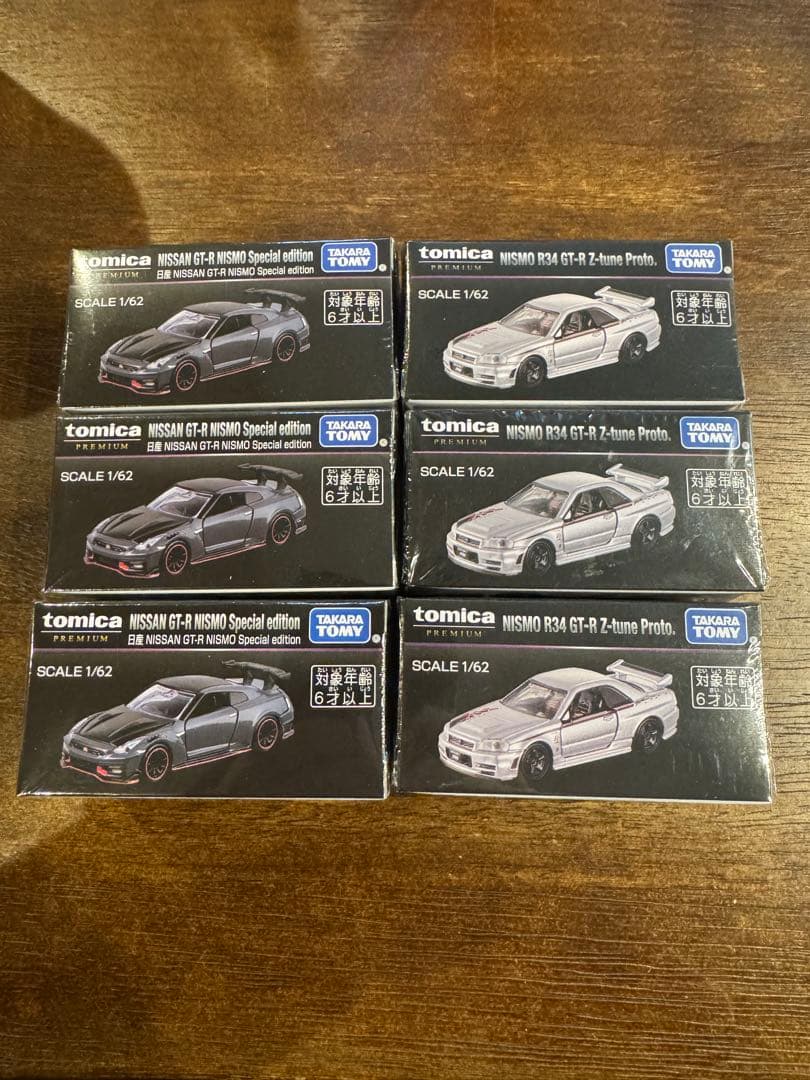 tomica
PREMIUM
NISSAN GT-R NISMO Special edition
日産 NISSAN GT-R NISMO Special edition
TAKARA
TOMY
SCALE 1/62
対象年齢
6才以上
tomica
PREMIUM
NISMO R34 GT-R Z-tune Proto.
TAKARA
TOMY
SCALE 1/62
対象年齢
6才以上
tomica
PREMIUM
NISSAN GT-R NISMO Special edition
日産 NISSAN GT-R NISMO Special edition
TAKARA
TOMY
SCALE 1/62
対象年齢
6才以上
tomica
PREMIUM
NISMO R34 GT-R Z-tune Proto.
TAKARA
TOMY
SCALE 1/62
対象年齢
6才以上
tomica
PREMIUM
NISSAN GT-R NISMO Special edition
日産 NISSAN GT-R NISMO Special edition
TAKARA
TOMY
SCALE 1/62
対象年齢
6才以上
tomica
PREMIUM
NISMO R34 GT-R Z-tune Proto.
TAKARA
TOMY
SCALE 1/62
対象年齢
6才以上